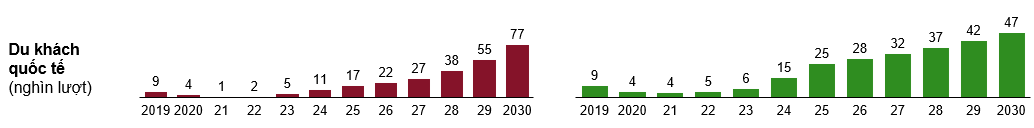 Du khách
quốc tế
(nghìn lượt)
9 4 1 2 5 11 17 22 27 38 55 77
2019 2020 21 22 23 24 25 26 27 28 29 2030
9 4 4 5 6 15 25 28 32 37 42 47
2019 2020 21 22 23 24 25 26 27 28 29 2030